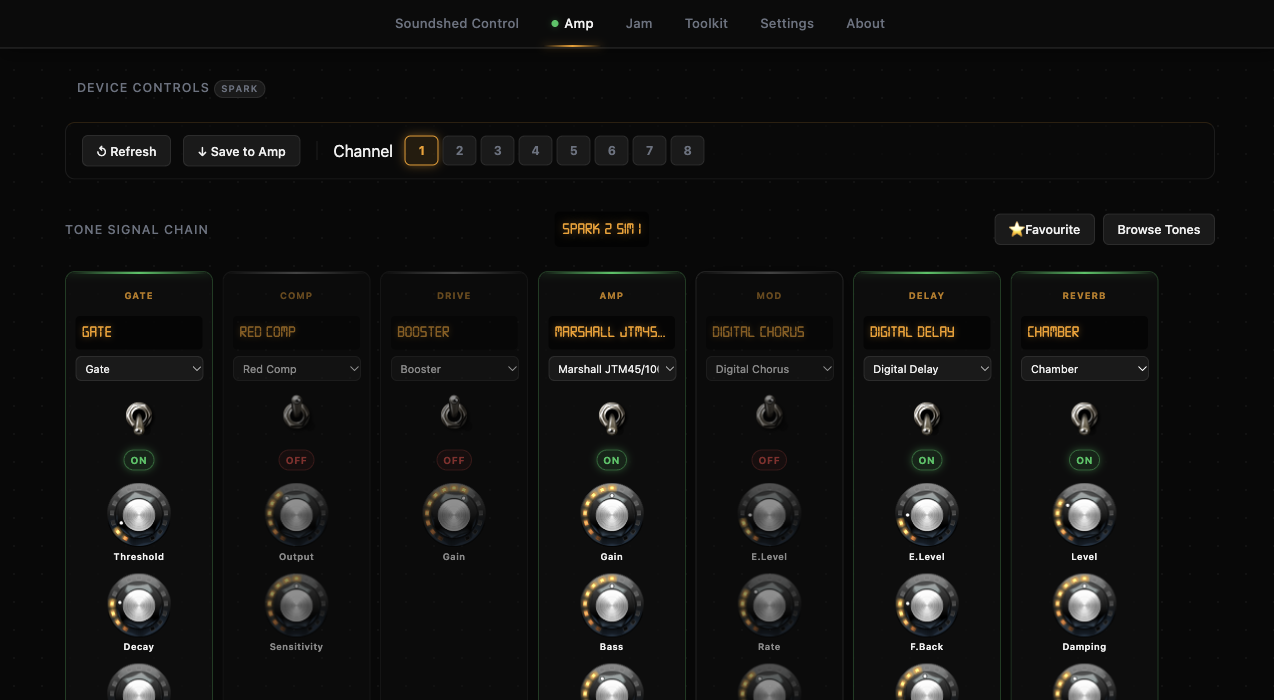 Soundshed Control Amp Jam Toolkit Settings About
DEVICE CONTROLS SPARK
Refresh Save to Amp Channel 1 2 3 4 5 6 7 8
TONE SIGNAL CHAIN SPARK 2 SIM 1 Favourite Browse Tones
GATE COMP DRIVE AMP MOD DELAY REVERB
GATE RED COMP BOOSTER MARSHALL JTM45... DIGITAL CHORUS DIGITAL DELAY CHAMBER
Gate Red Comp Booster Marshall JTM45/10 Digital Chorus Digital Delay Chamber
ON OFF OFF ON OFF ON ON
Threshold Output Gain Gain E.Level E.Level Level
Decay Sensitivity Bass Rate F.Back Damping